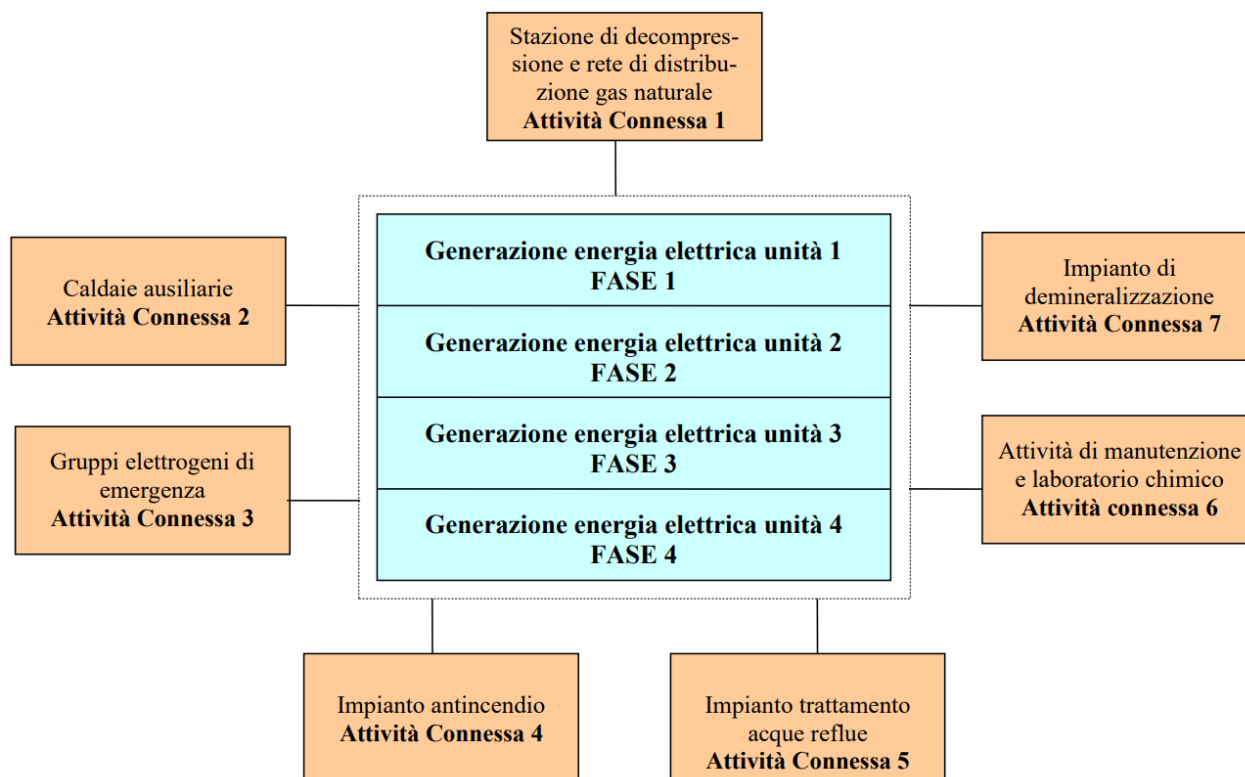 Stazione di decompres-
sione e rete di distribu-
zione gas naturale
Attività Connessa 1
Generazione energia elettrica unità 1
FASE 1
Caldaie ausiliarie
Attività Connessa 2
Impianto di
demineralizzazione
Attività Connessa 7
Generazione energia elettrica unità 2
FASE 2
Generazione energia elettrica unità 3
FASE 3
Gruppi elettrogeni di
emergenza
Attività Connessa 3
Attività di manutenzione
e laboratorio chimico
Attività connessa 6
Generazione energia elettrica unità 4
FASE 4
Impianto antincendio
Attività Connessa 4
Impianto trattamento
acque reflue
Attività Connessa 5